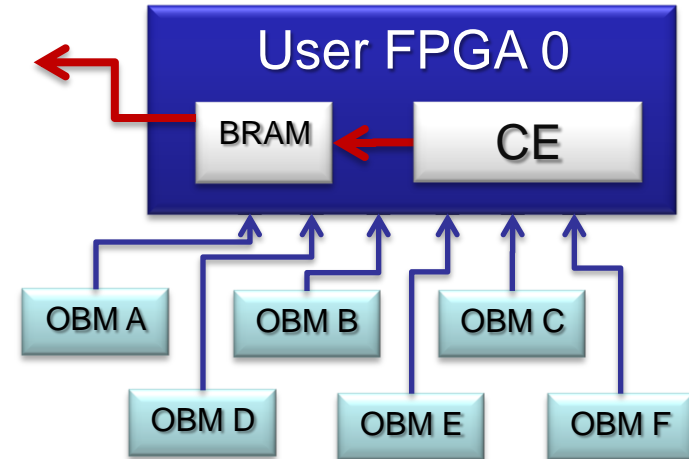 User FPGA 0
BRAM
CE
OBM A
OBM B
OBM C
OBM D
OBM E
OBM F